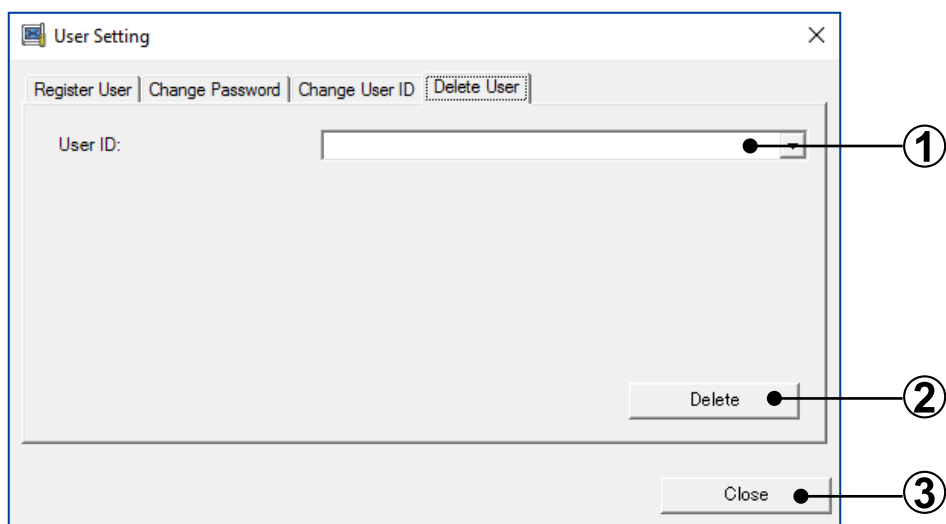 User Setting
Register User Change Password Change User ID Delete User
User ID: 1
Delete 2
Close 3